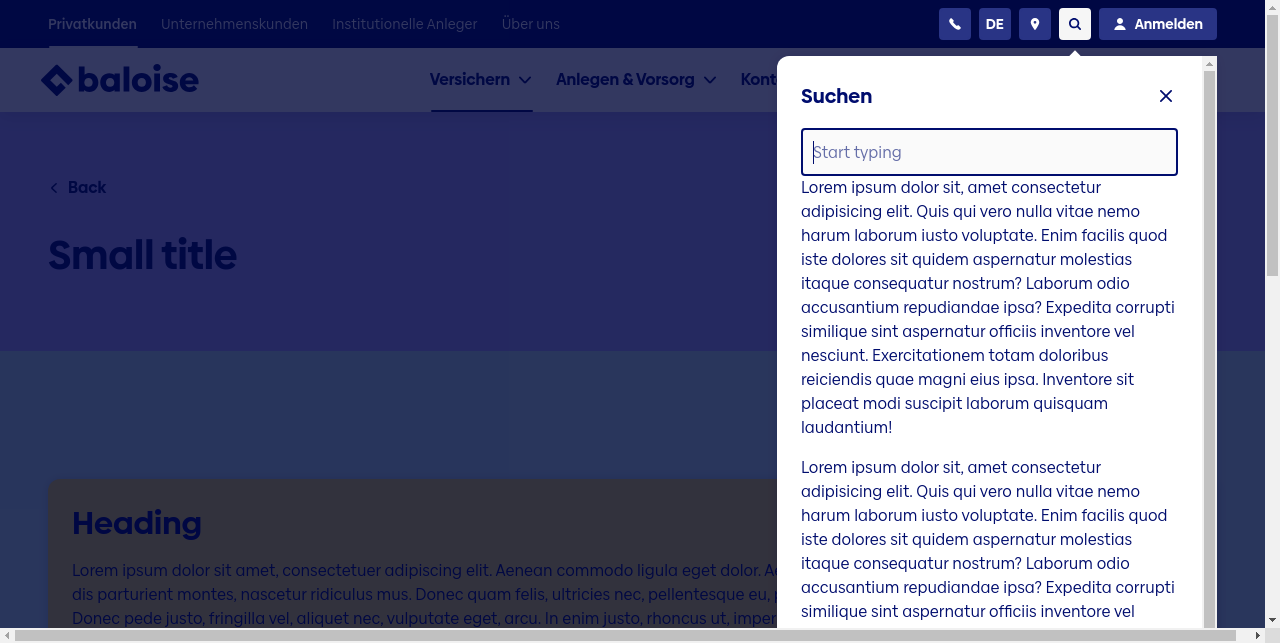 Privatkunden Unternehmenskunden Institutionelle Anleger Über uns DE Anmelden
baloise Versichern Anlegen & Vorsorg
Suchen
Start typing
Back
Small title
Lorem ipsum dolor sit, amet consectetur
adipisicing elit. Quis qui vero nulla vitae nemo
harum laborum iusto voluptate. Enim facilis quod
iste dolores sit quidem aspernatur molestias
itaque consequatur nostrum? Laborum odio
accusantium repudiandae ipsa? Expedita corrupti
similique sint aspernatur officiis inventore vel
nesciunt. Exercitationem totam doloribus
reiciendis quae magni eius ipsa. Inventore sit
placeat modi suscipit laborum quisquam
laudantium!
Lorem ipsum dolor sit, amet consectetur
adipisicing elit. Quis qui vero nulla vitae nemo
harum laborum iusto voluptate. Enim facilis quod
iste dolores sit quidem aspernatur molestias
itaque consequatur nostrum? Laborum odio
accusantium repudiandae ipsa? Expedita corrupti
similique sint aspernatur officiis inventore vel
Heading
Lorem ipsum dolor sit amet, consectetuer adipiscing elit. Aenean commodo ligula eget dolor.
dis parturient montes, nascetur ridiculus mus. Donec quam felis, ultricies nec, pellentesque eu,
Donec pede justo, fringilla vel, aliquet nec, vulputate eget, arcu. In enim justo, rhoncus ut,